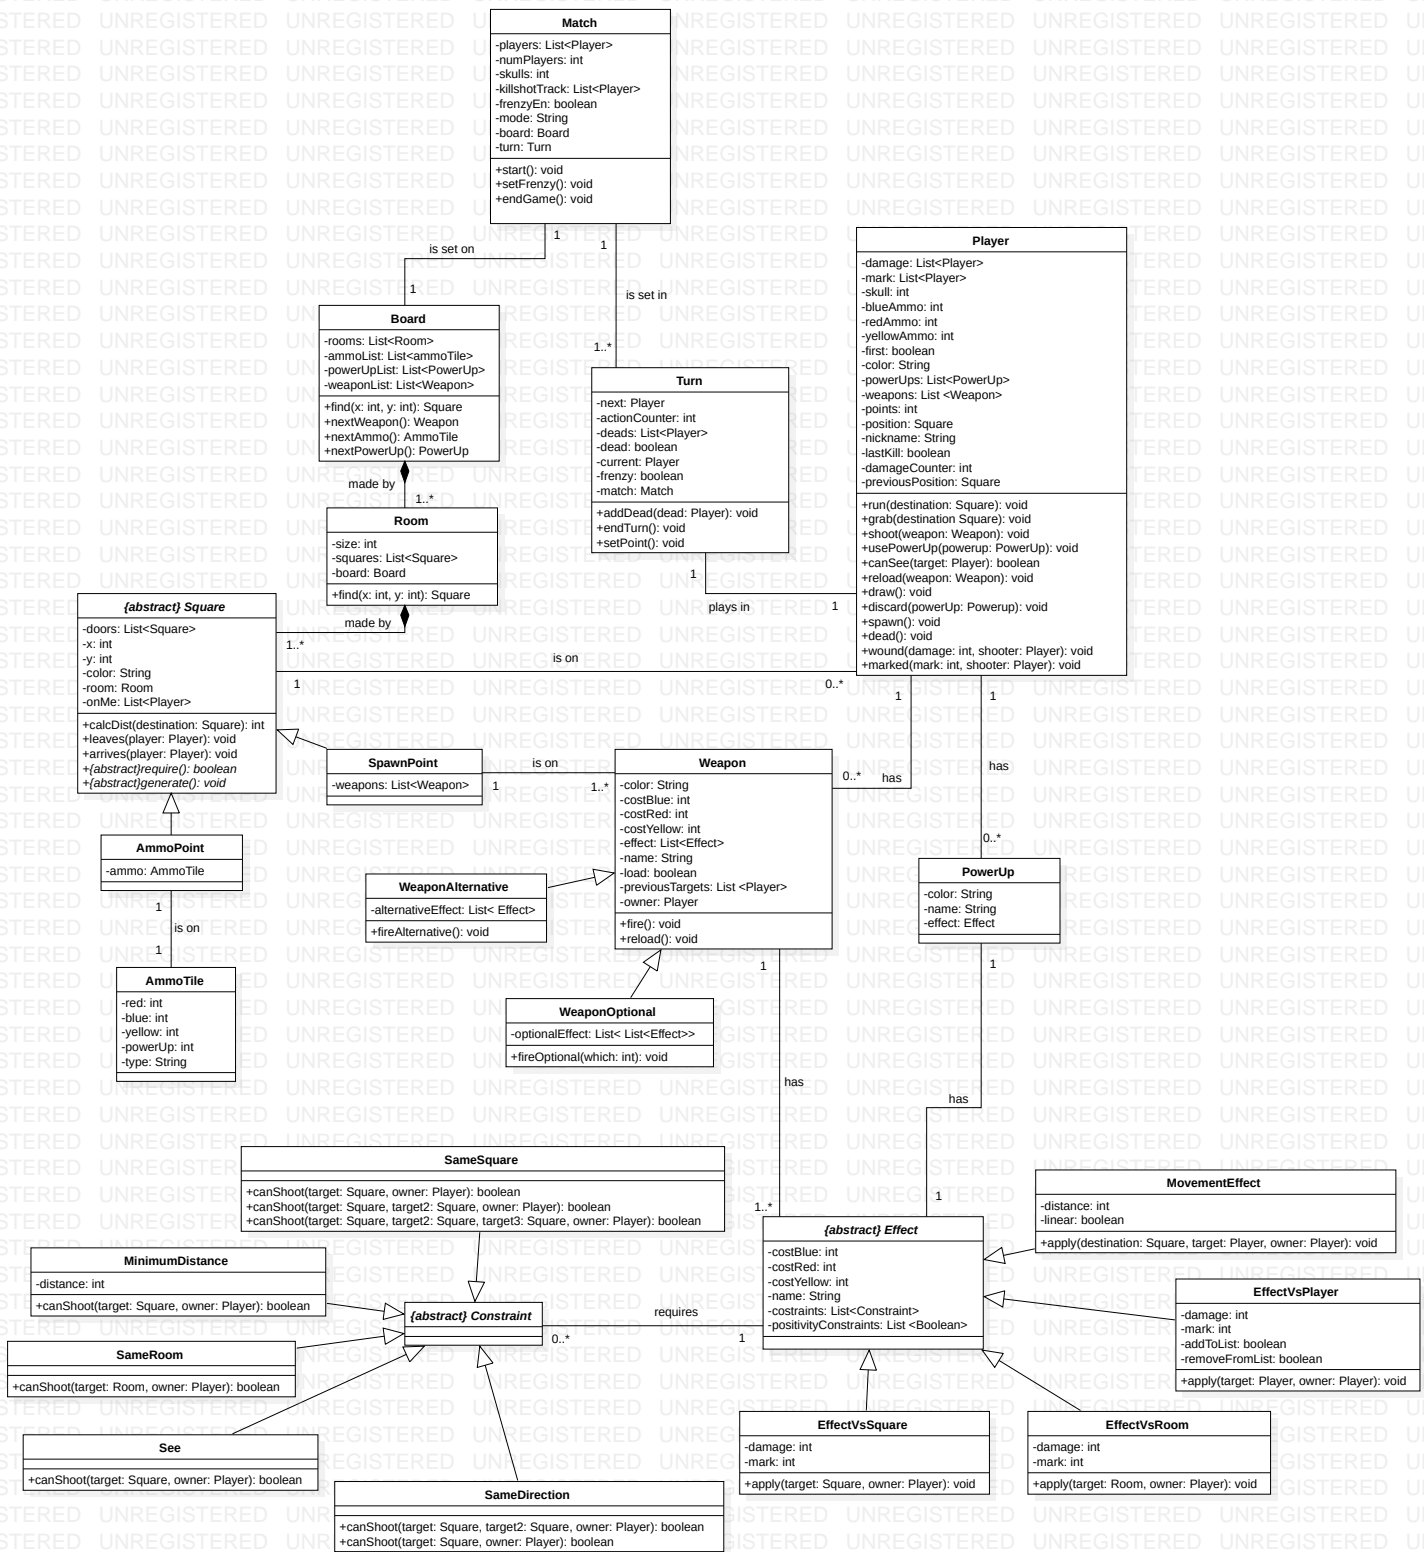 Match
-players: List<Player>
-numPlayers: int
-skulls: int
-killshotTrack: List<Player>
-frenzyEn: boolean
-mode: String
-board: Board
-turn: Turn
+start(): void
+setFrenzy(): void
+endGame(): void
1
1
is set on
1
is set in
1..*
Board
-rooms: List<Room>
-ammoList: List<ammoTile>
-powerUpList: List<PowerUp>
-weaponList: List<Weapon>
+find(x: int, y: int): Square
+nextWeapon(): Weapon
+nextAmmo(): AmmoTile
+nextPowerUp(): PowerUp
made by
1..*
Turn
-next: Player
-actionCounter: int
-deads: List<Player>
-dead: boolean
-current: Player
-frenzy: boolean
-match: Match
+addDead(dead: Player): void
+endTurn(): void
+setPoint(): void
1
plays in
1
Player
-damage: List<Player>
-mark: List<Player>
-skull: int
-blueAmmo: int
-redAmmo: int
-yellowAmmo: int
-first: boolean
-color: String
-powerUps: List<PowerUp>
-weapons: List <Weapon>
-points: int
-position: Square
-nickname: String
-lastKill: boolean
-damageCounter: int
-previousPosition: Square
+run(destination: Square): void
+grab(destination Square): void
+shoot(weapon: Weapon): void
+usePowerUp(powerup: PowerUp): void
+canSee(target: Player): boolean
+reload(weapon: Weapon): void
+draw(): void
+discard(powerUp: Powerup): void
+spawn(): void
+dead(): void
+wound(damage: int, shooter: Player): void
+marked(mark: int, shooter: Player): void
Room
-size: int
-squares: List<Square>
-board: Board
+find(x: int, y: int): Square
made by
1..*
{abstract} Square
-doors: List<Square>
-x: int
-y: int
-color: String
-room: Room
-onMe: List<Player>
+calcDist(destination: Square): int
+leaves(player: Player): void
+arrives(player: Player): void
+{abstract}require(): boolean
+{abstract}generate(): void
is on
1
0..*
1
1
SpawnPoint
-weapons: List<Weapon>
is on
1
1..*
Weapon
-color: String
-costBlue: int
-costRed: int
-costYellow: int
-effect: List<Effect>
-name: String
-load: boolean
-previousTargets: List <Player>
-owner: Player
+fire(): void
+reload(): void
0..*
has
has
0..*
AmmoPoint
-ammo: AmmoTile
1
is on
1
AmmoTile
-red: int
-blue: int
-yellow: int
-powerUp: int
-type: String
WeaponAlternative
-alternativeEffect: List< Effect>
+fireAlternative(): void
PowerUp
-color: String
-name: String
-effect: Effect
1
1
WeaponOptional
-optionalEffect: List< List<Effect>>
+fireOptional(which: int): void
has
has
1..*
1
SameSquare
+canShoot(target: Square, owner: Player): boolean
+canShoot(target: Square, target2: Square, owner: Player): boolean
+canShoot(target: Square, target2: Square, target3: Square, owner: Player): boolean
MovementEffect
-distance: int
-linear: boolean
+apply(destination: Square, target: Player, owner: Player): void
{abstract} Effect
-costBlue: int
-costRed: int
-costYellow: int
-name: String
-costraints: List<Constraint>
-positivityConstraints: List <Boolean>
MinimumDistance
-distance: int
+canShoot(target: Square, owner: Player): boolean
{abstract} Constraint
requires
0..*
1
EffectVsPlayer
-damage: int
-mark: int
-addToList: boolean
-removeFromList: boolean
+apply(target: Player, owner: Player): void
SameRoom
+canShoot(target: Room, owner: Player): boolean
See
+canShoot(target: Square, owner: Player): boolean
EffectVsSquare
-damage: int
-mark: int
+apply(target: Square, owner: Player): void
EffectVsRoom
-damage: int
-mark: int
+apply(target: Room, owner: Player): void
SameDirection
+canShoot(target: Square, target2: Square, owner: Player): boolean
+canShoot(target: Square, owner: Player): boolean
UNREGISTERED